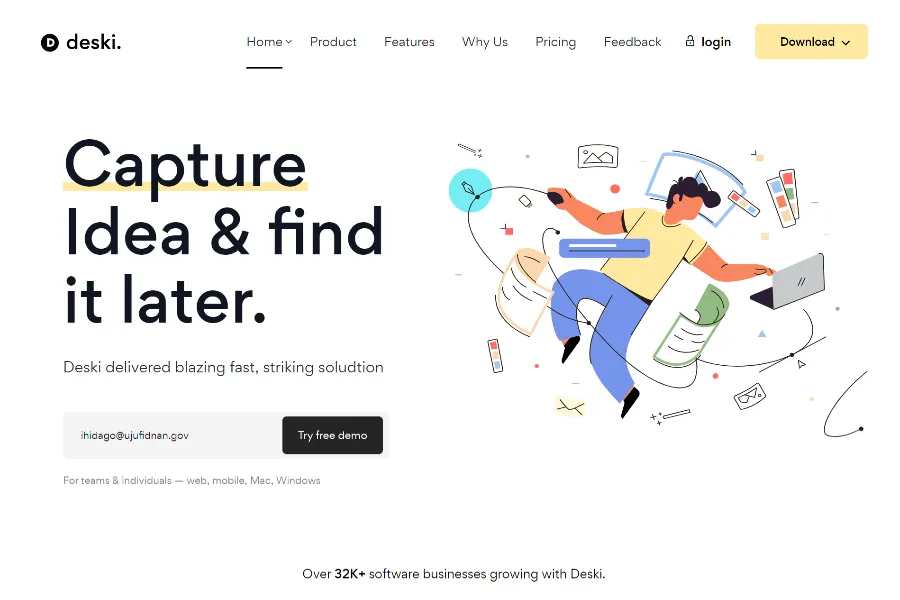 deski.
Home Product Features Why Us Pricing Feedback login Download
Capture
Idea & find
it later.
Deski delivered blazing fast, striking soludtion
ihidago@ujufidnan.gov Try free demo
For teams & individuals — web, mobile, Mac, Windows
Over 32K+ software businesses growing with Deski.